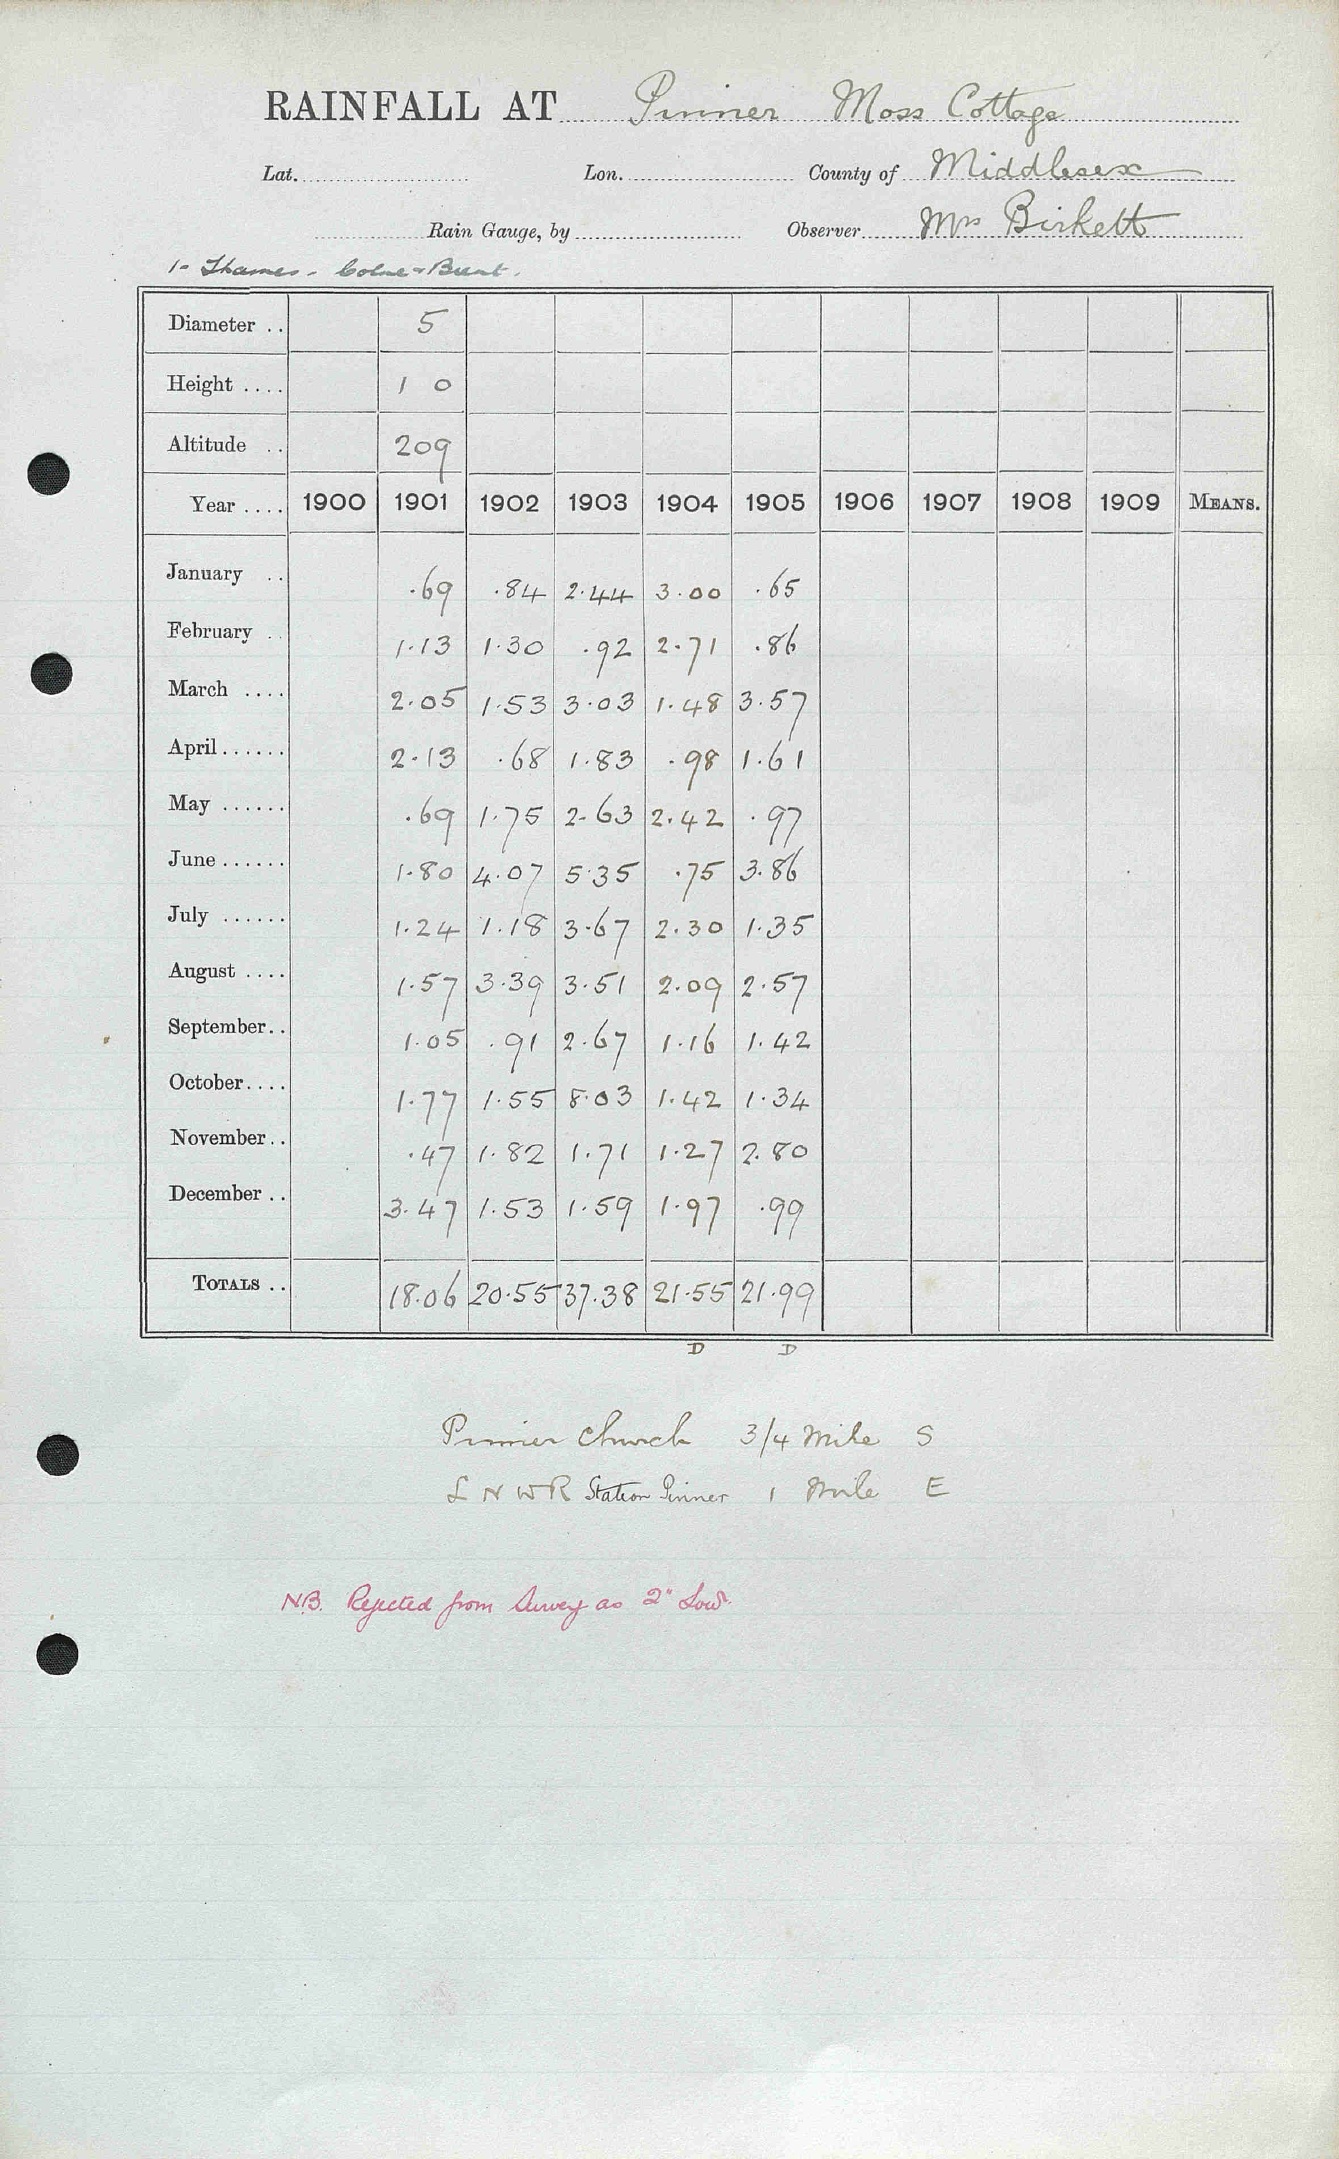 RAINFALL AT Pinner Moss Cottage
Lat. Lon. County of Middlesex
Rain Gauge, by Observer Mrs Birkett
1- Thames - Colne & Brent.
Diameter .. 5
Height .... 1 0
Altitude .. 209
Year .... 1900 1901 1902 1903 1904 1905 1906 1907 1908 1909 MEANS.
January .. .69 .84 2.44 3.00 .65
February .. 1.13 1.30 .92 2.71 .86
March .... 2.05 1.53 3.03 1.48 3.57
April...... 2.13 .68 1.83 .98 1.61
May ...... .69 1.75 2.63 2.42 .97
June ...... 1.80 4.07 5.35 .75 3.86
July ...... 1.24 1.18 3.67 2.30 1.35
August .... 1.57 3.39 3.51 2.09 2.57
September.. 1.05 .91 2.67 1.16 1.42
October.... 1.77 1.55 8.03 1.42 1.34
November.. .47 1.82 1.71 1.27 2.80
December .. 3.47 1.53 1.59 1.97 .99
TOTALS .. 18.06 20.55 37.38 21.55 21.99
D D
Pinner Church 3/4 Mile S
L N W R Station Pinner 1 Mile E
N.B. Rejected from Survey as 2" Low.